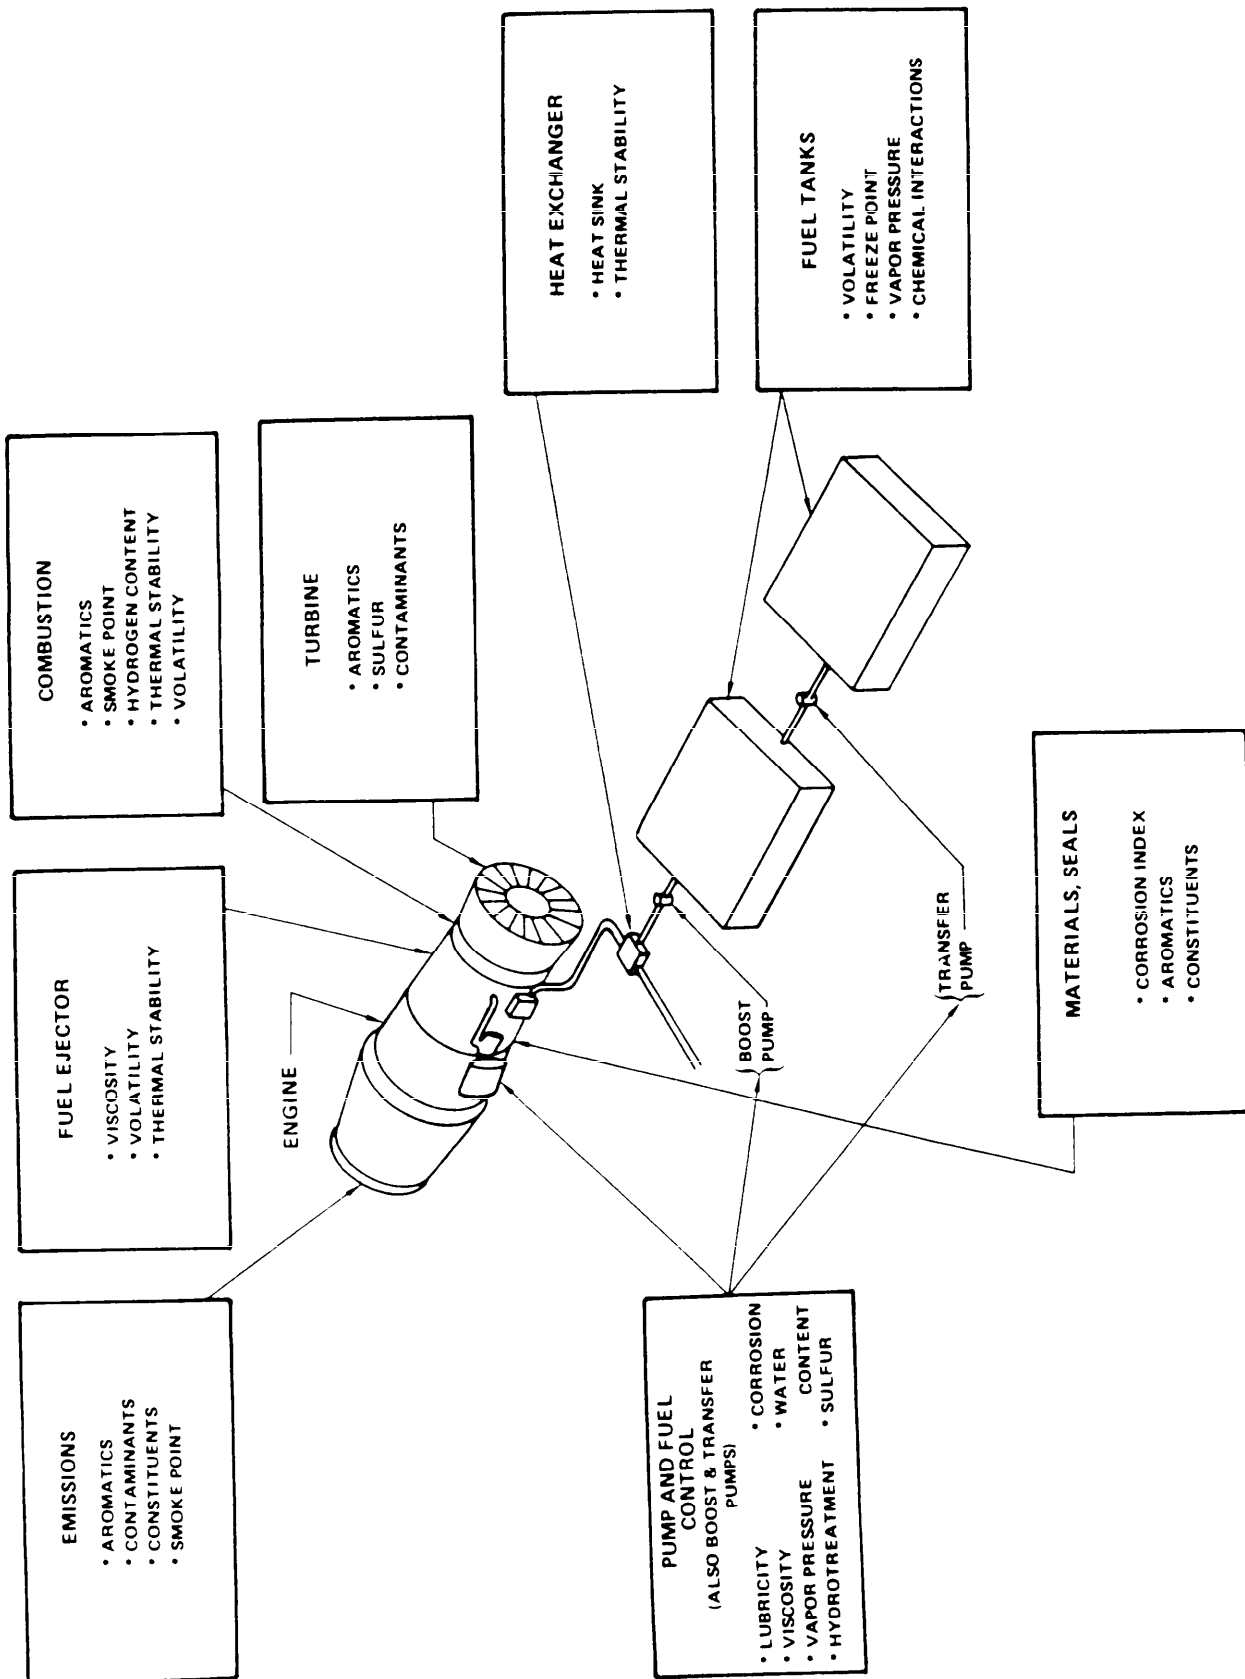 EMISSIONS
• AROMATICS
• CONTAMINANTS
• CONSTITUENTS
• SMOKE POINT
FUEL EJECTOR
• VISCOSITY
• VOLATILITY
• THERMAL STABILITY
COMBUSTION
• AROMATICS
• SMOKE POINT
• HYDROGEN CONTENT
• THERMAL STABILITY
• VOLATILITY
TURBINE
• AROMATICS
• SULFUR
• CONTAMINANTS
ENGINE
HEAT EXCHANGER
• HEAT SINK
• THERMAL STABILITY
FUEL TANKS
• VOLATILITY
• FREEZE POINT
• VAPOR PRESSURE
• CHEMICAL INTERACTIONS
PUMP AND FUEL
CONTROL
(ALSO BOOST & TRANSFER
PUMPS)
• LUBRICITY
• VISCOSITY
• VAPOR PRESSURE
• HYDROTREATMENT
• CORROSION
• WATER
CONTENT
• SULFUR
BOOST
PUMP
TRANSFER
PUMP
MATERIALS, SEALS
• CORROSION INDEX
• AROMATICS
• CONSTITUENTS